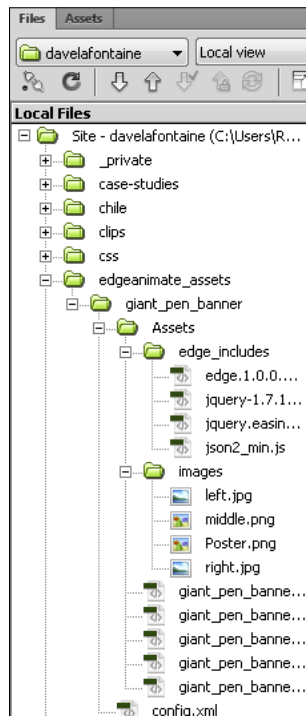 Files Assets
davelafontaine Local view
Local Files
Site - davelafontaine (C:\Users\R...
_private
case-studies
chile
clips
css
edgeanimate_assets
giant_pen_banner
Assets
edge_includes
edge.1.0.0....
jquery-1.7.1...
jquery.easin...
json2_min.js
images
left.jpg
middle.png
Poster.png
right.jpg
giant_pen_banne...
giant_pen_banne...
giant_pen_banne...
giant_pen_banne...
giant_pen_banne...
config.xml